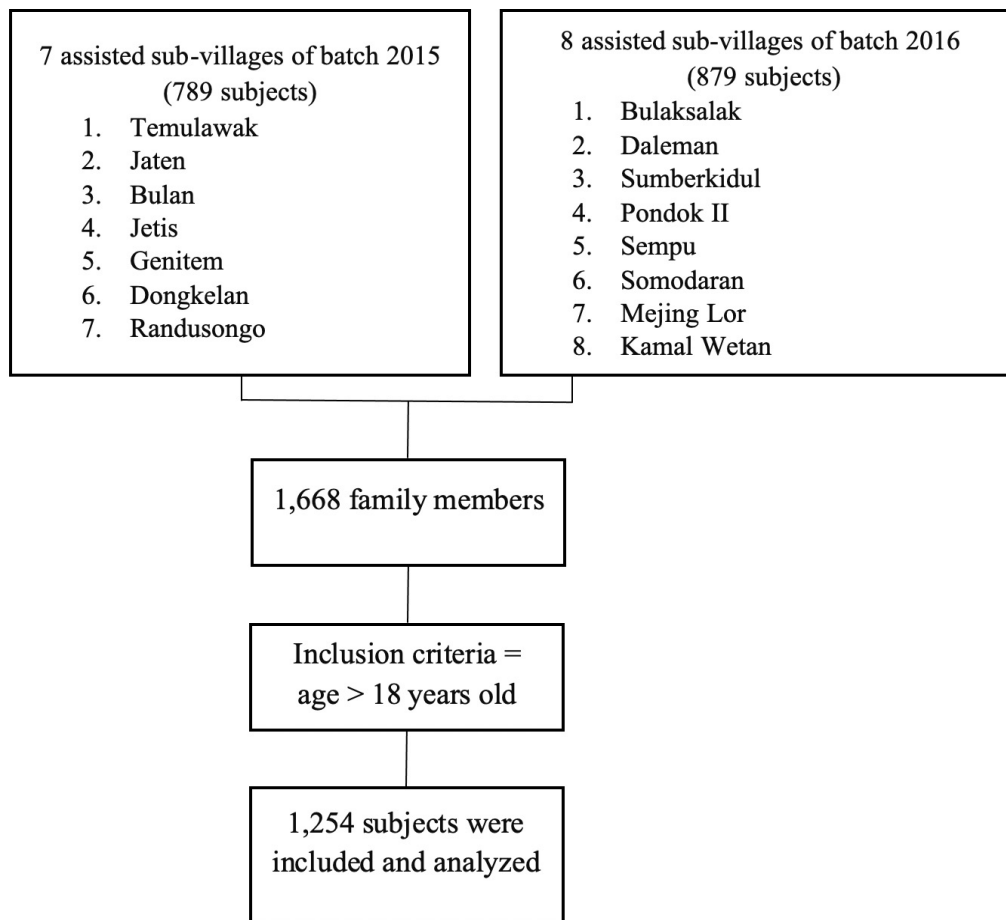 7 assisted sub-villages of batch 2015
(789 subjects)
1. Temulawak
2. Jaten
3. Bulan
4. Jetis
5. Genitem
6. Dongkelan
7. Randusongo
8 assisted sub-villages of batch 2016
(879 subjects)
1. Bulaksalak
2. Daleman
3. Sumberkidul
4. Pondok II
5. Sempu
6. Somodaran
7. Mejing Lor
8. Kamal Wetan
1,668 family members
Inclusion criteria =
age > 18 years old
1,254 subjects were
included and analyzed